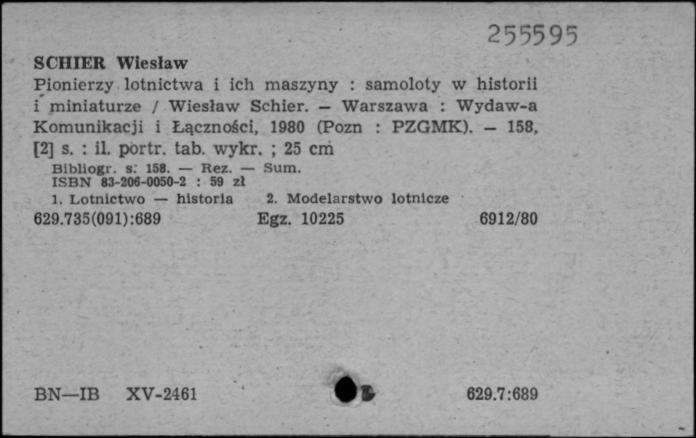 255595
SCHIER Wiesław
Pionierzy lotnictwa i ich maszyny : samoloty w historii
i miniaturze / Wiesław Schier. — Warszawa : Wydaw-a
Komunikacji i Łączności, 1980 (Pozn : PZGMK). — 158,
[2] s. : il. portr. tab. wykr. ; 25 cm
Bibliogr. s. 158. — Rez. — Sum.
ISBN 83-206-0050-2 : 59 zł
1. Lotnictwo — historia 2. Modelarstwo lotnicze
629.735(091):689 Egz. 10225 6912/80
BN—IB XV-2461 629.7:689